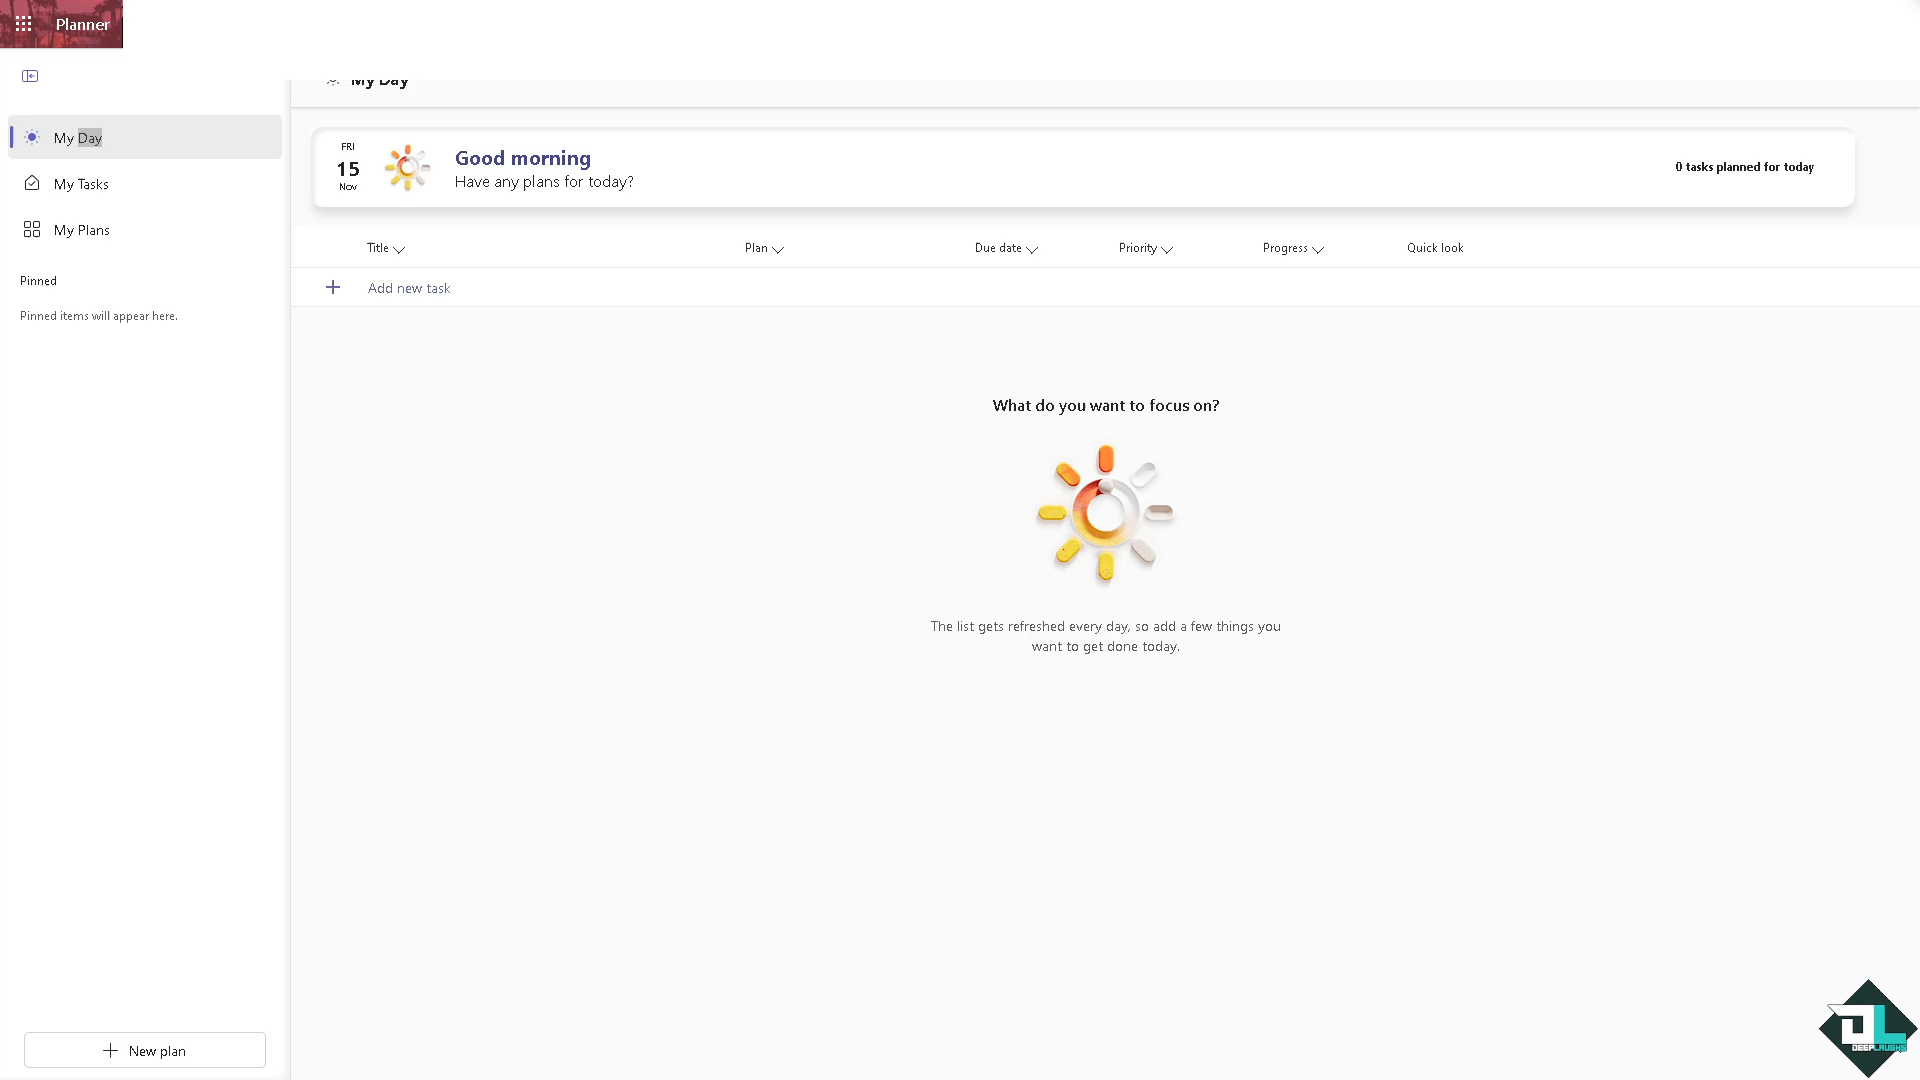 Planner
My Day
My Day
My Tasks
My Plans
Pinned
Pinned items will appear here.
FRI
15
Nov
Good morning
Have any plans for today?
0 tasks planned for today
Title
Plan
Due date
Priority
Progress
Quick look
Add new task
What do you want to focus on?
The list gets refreshed every day, so add a few things you
want to get done today.
New plan
DL
DEEPLAUGHS